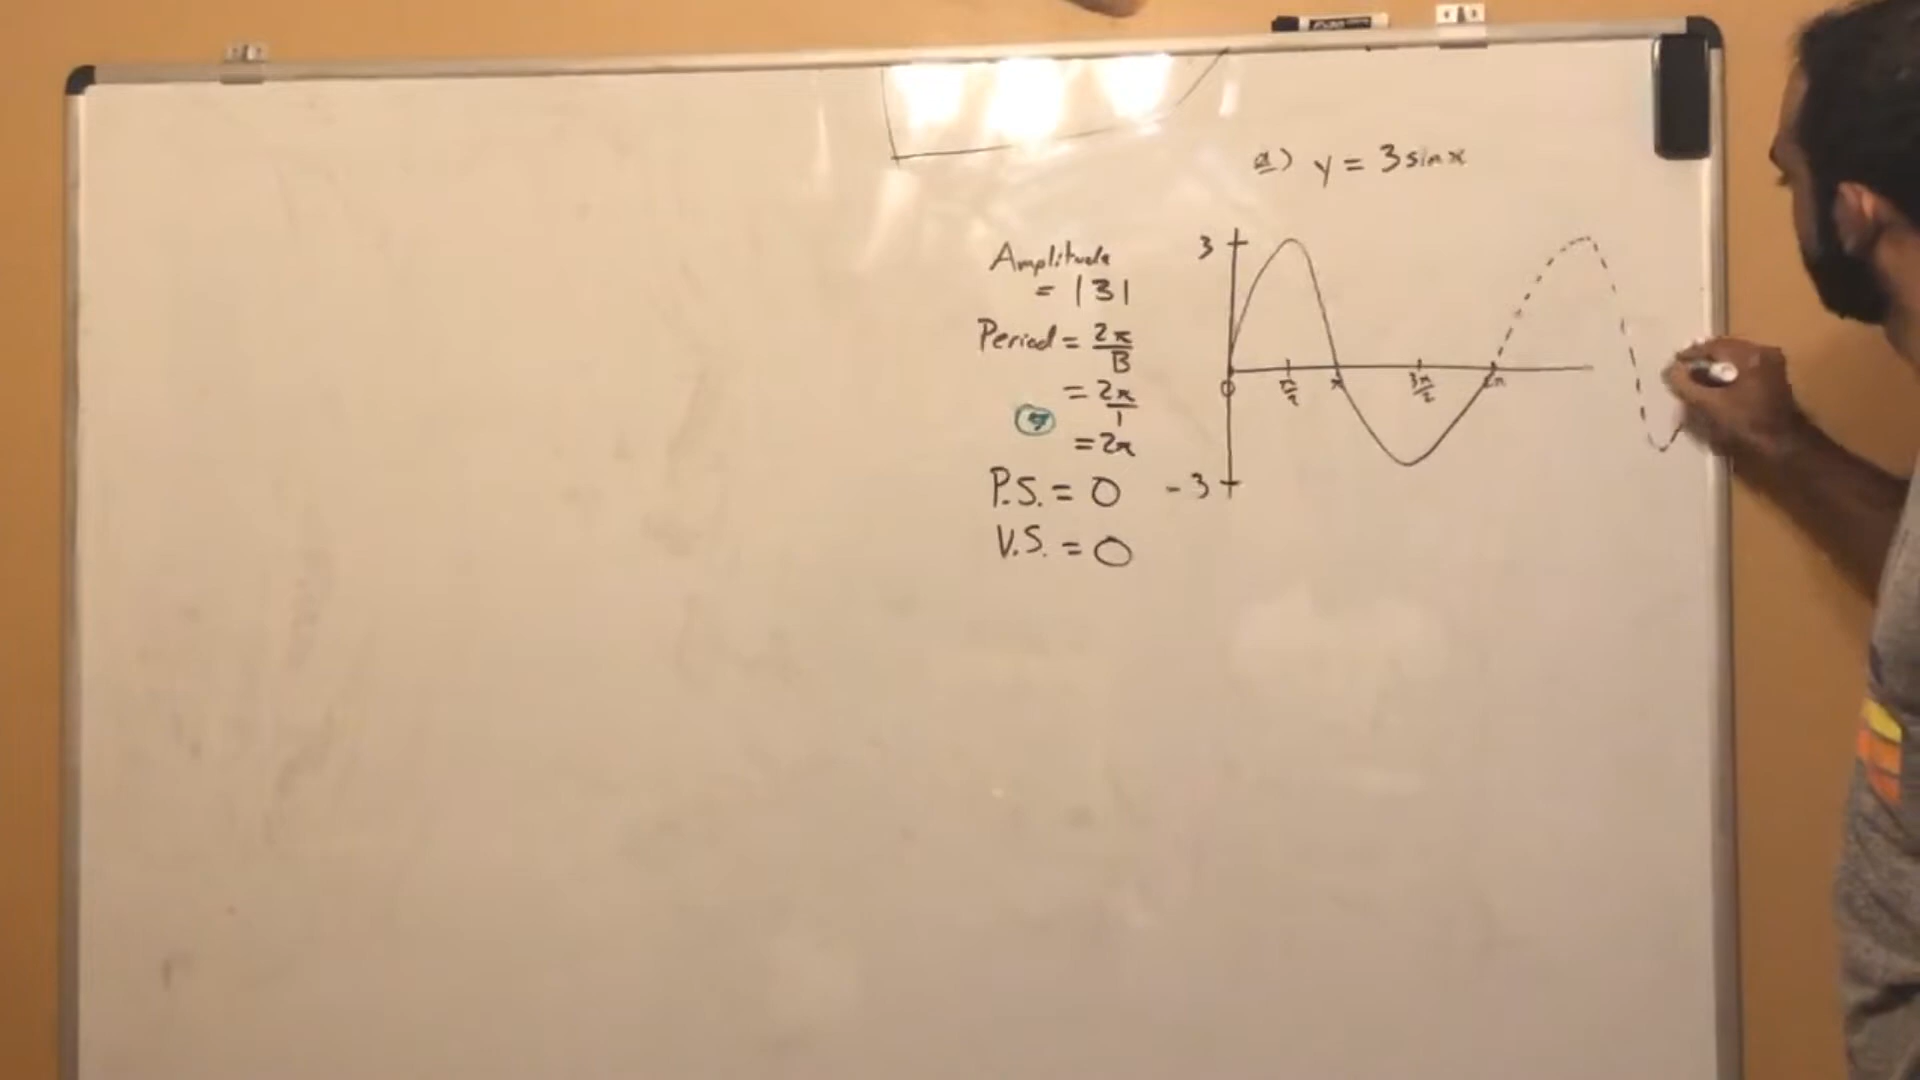 a) y = 3 sin x
Amplitude
= |3|
Period = 2π/B
= 2π/1
= 2π
P.S. = 0
V.S. = 0
3
0 π/2 π 3π/2 2π
-3